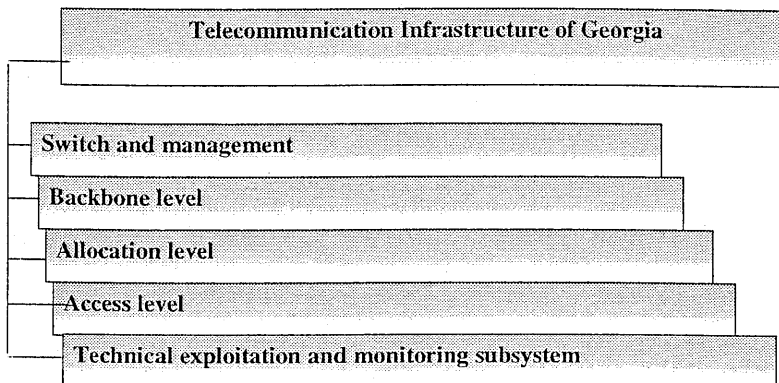 Telecommunication Infrastructure of Georgia
Switch and management
Backbone level
Allocation level
Access level
Technical exploitation and monitoring subsystem